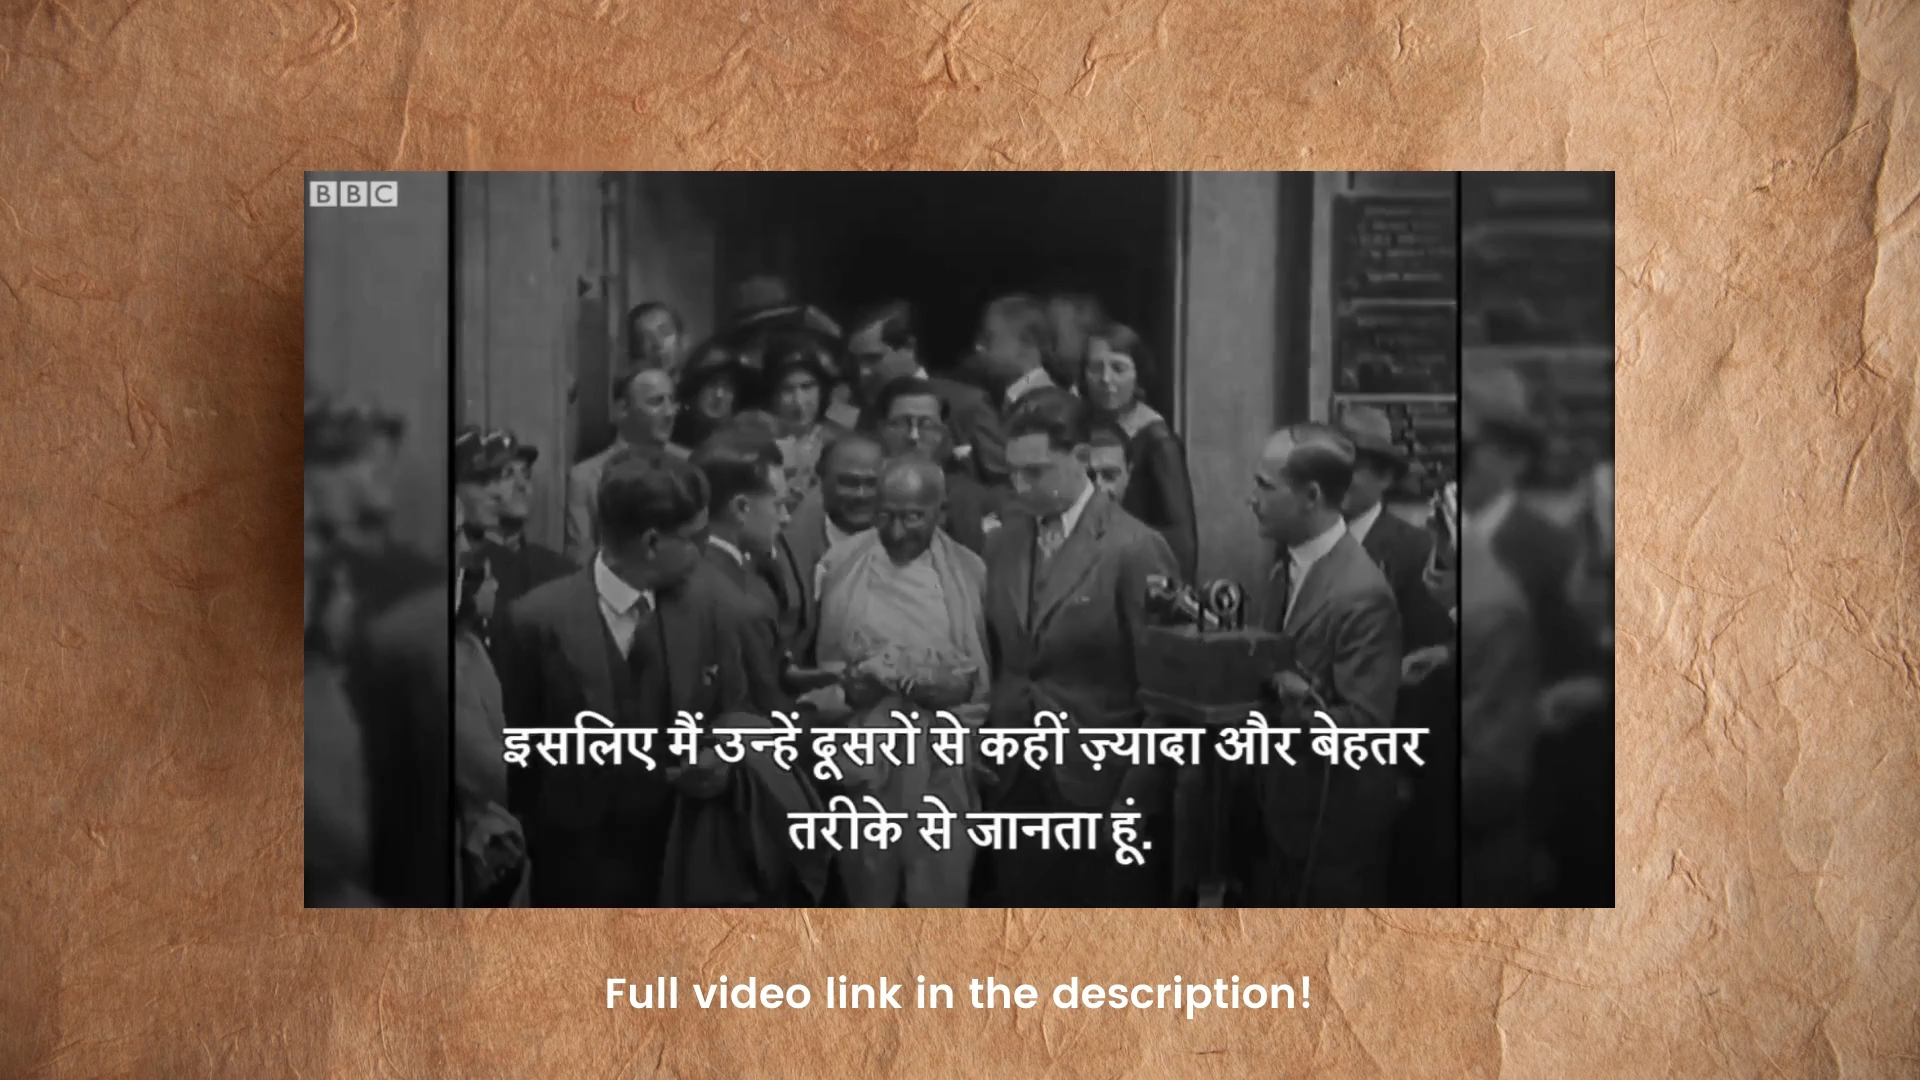 BBC
इसलिए मैं उन्हें दूसरों से कहीं ज़्यादा और बेहतर
तरीके से जानता हूं.
Full video link in the description!